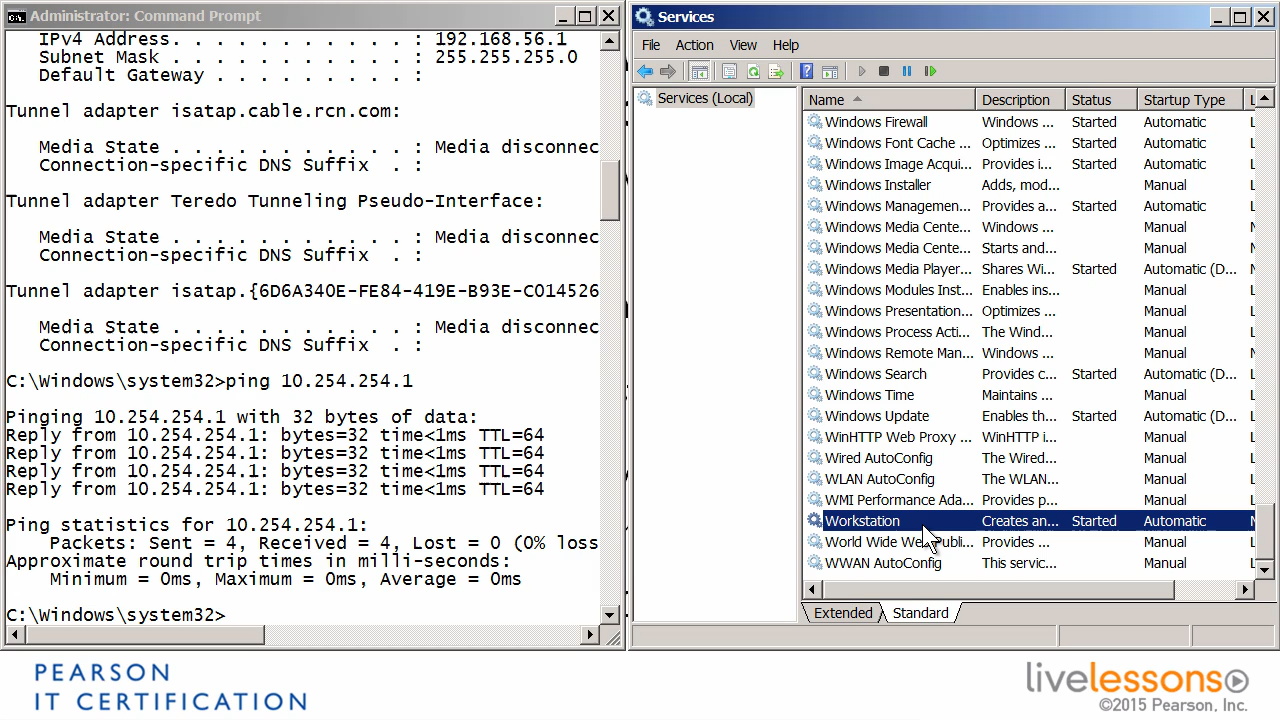 Administrator: Command Prompt
IPv4 Address. . . . . . . . . . . : 192.168.56.1
Subnet Mask . . . . . . . . . . . : 255.255.255.0
Default Gateway . . . . . . . . . :
Tunnel adapter isatap.cable.rcn.com:
Media State . . . . . . . . . . . : Media disconnec
Connection-specific DNS Suffix  . :
Tunnel adapter Teredo Tunneling Pseudo-Interface:
Media State . . . . . . . . . . . : Media disconnec
Connection-specific DNS Suffix  . :
Tunnel adapter isatap.{6D6A340E-FE84-419E-B93E-C014526
Media State . . . . . . . . . . . : Media disconnec
Connection-specific DNS Suffix  . :
C:\Windows\system32>ping 10.254.254.1
Pinging 10.254.254.1 with 32 bytes of data:
Reply from 10.254.254.1: bytes=32 time<1ms TTL=64
Reply from 10.254.254.1: bytes=32 time<1ms TTL=64
Reply from 10.254.254.1: bytes=32 time<1ms TTL=64
Reply from 10.254.254.1: bytes=32 time<1ms TTL=64
Ping statistics for 10.254.254.1:
Packets: Sent = 4, Received = 4, Lost = 0 (0% loss
Approximate round trip times in milli-seconds:
Minimum = 0ms, Maximum = 0ms, Average = 0ms
C:\Windows\system32>
Services
File Action View Help
Services (Local)
Name Description Status Startup Type L
Windows Firewall Windows ... Started Automatic L
Windows Font Cache ... Optimizes ... Started Automatic L
Windows Image Acqui... Provides i... Started Automatic L
Windows Installer Adds, mod... Manual L
Windows Managemen... Provides a... Started Automatic L
Windows Media Cente... Windows ... Manual N
Windows Media Cente... Starts and... Manual N
Windows Media Player... Shares Wi... Started Automatic (D... N
Windows Modules Inst... Enables ins... Manual L
Windows Presentation... Optimizes ... Manual L
Windows Process Acti... The Wind... Manual L
Windows Remote Man... Windows ... Manual N
Windows Search Provides c... Started Automatic (D... L
Windows Time Maintains ... Manual L
Windows Update Enables th... Started Automatic (D... L
WinHTTP Web Proxy ... WinHTTP i... Manual L
Wired AutoConfig The Wired... Manual L
WLAN AutoConfig The WLAN... Manual L
WMI Performance Ada... Provides p... Manual L
Workstation Creates an... Started Automatic N
World Wide Web Publi... Provides ... Manual L
WWAN AutoConfig This servic... Manual L
Extended Standard
PEARSON
IT CERTIFICATION
livelessons
©2015 Pearson, Inc.